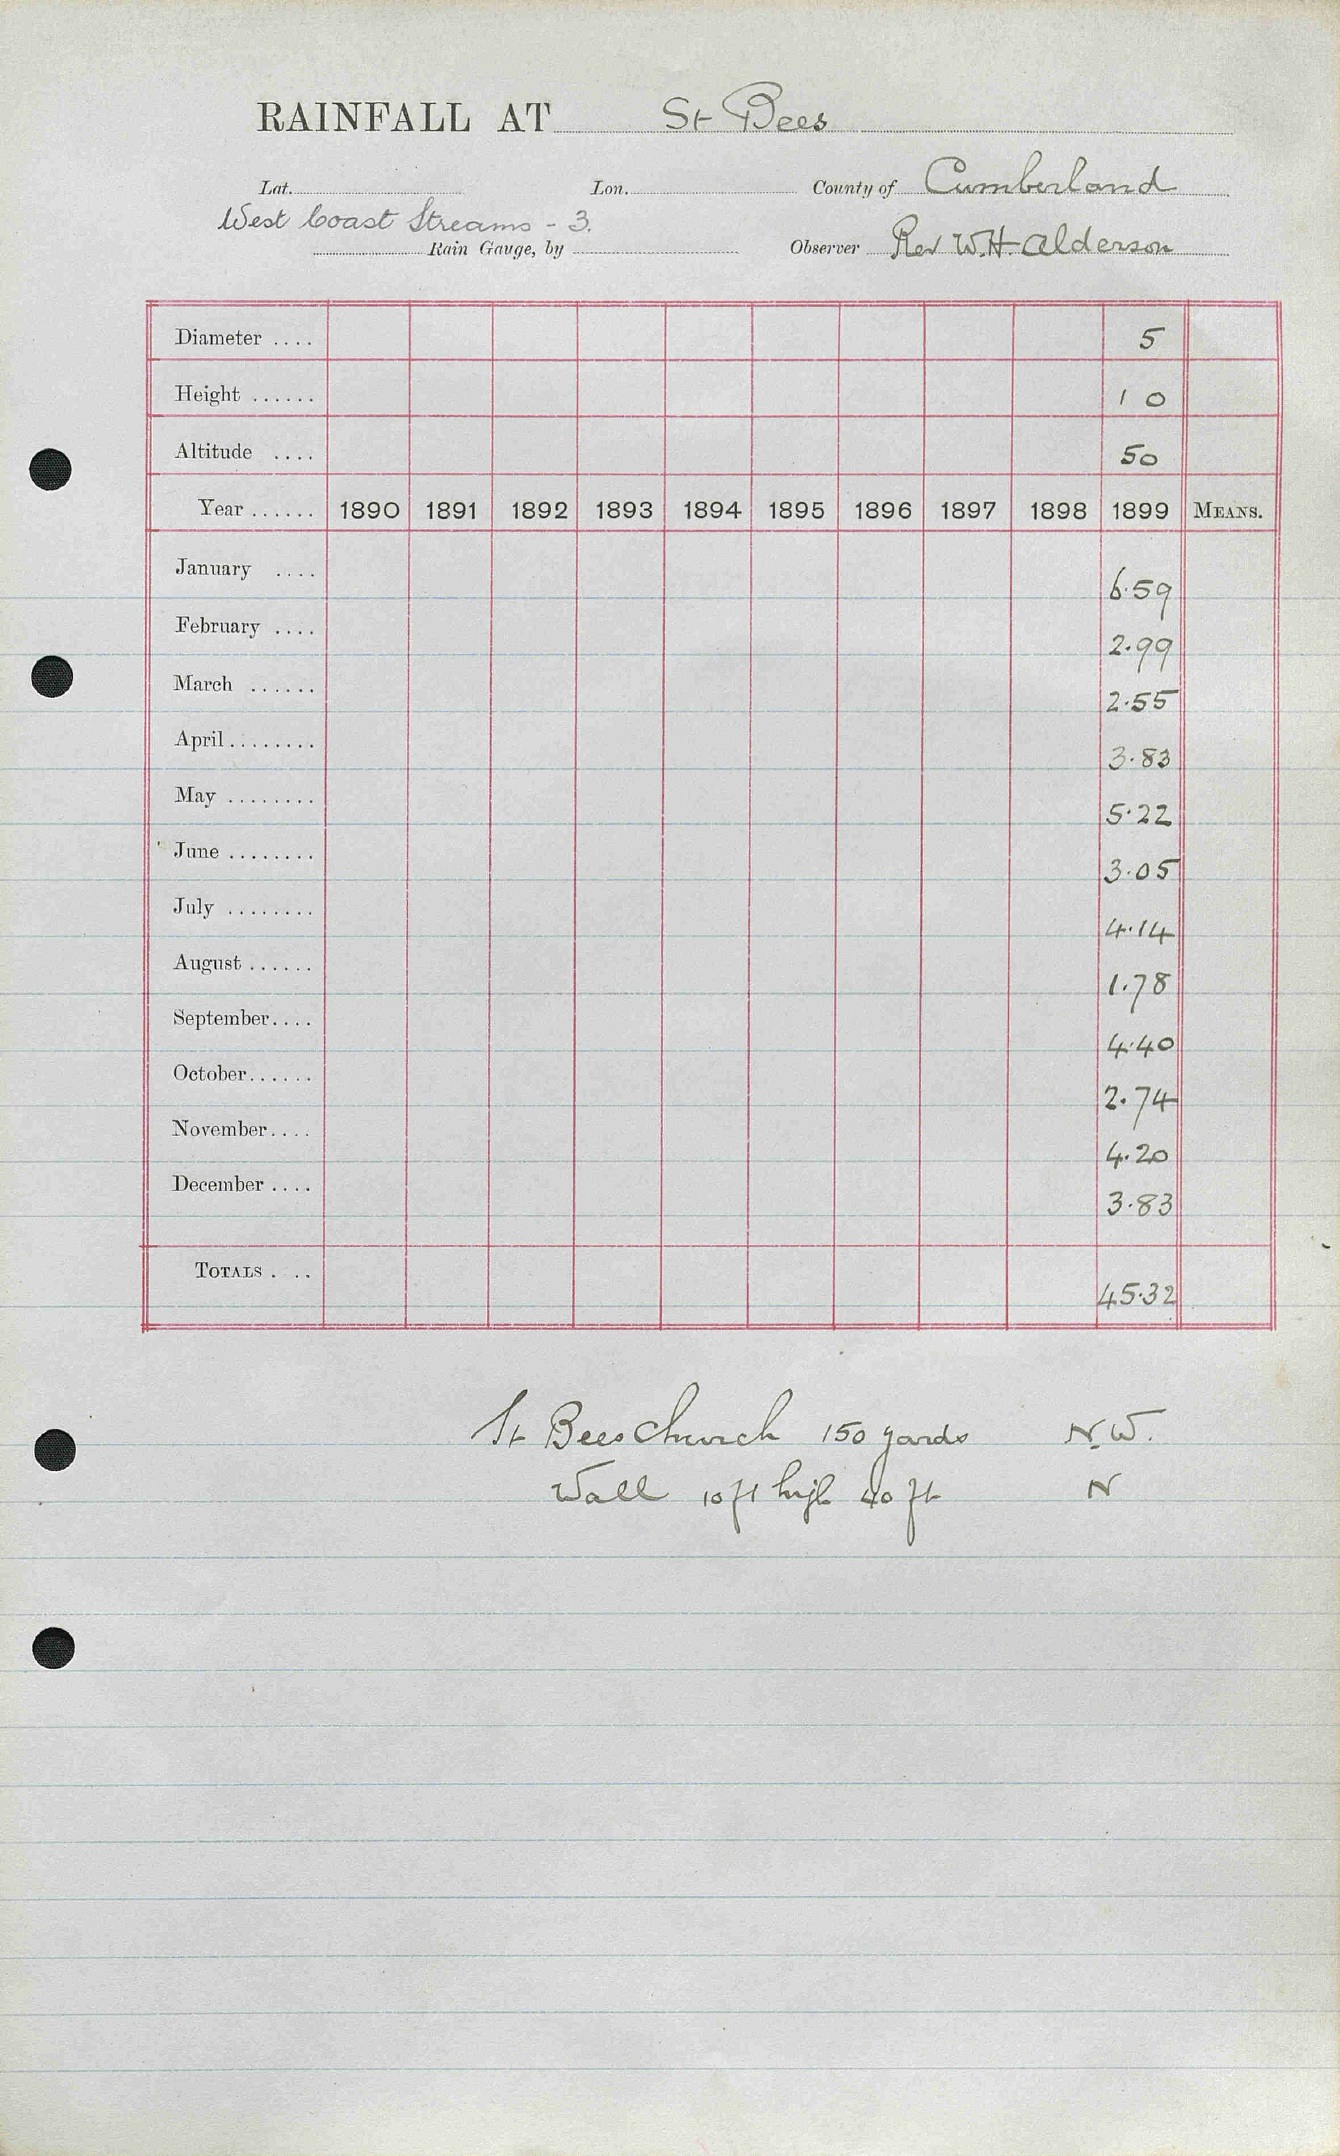 RAINFALL AT St Bees
Lat. Lon. County of Cumberland
West Coast Streams - 3.
Rain Gauge, by Observer Rev W.H. Alderson
Diameter .... 5
Height ...... 1 0
Altitude .... 50
Year ...... 1890 1891 1892 1893 1894 1895 1896 1897 1898 1899 MEANS.
January .... 6.59
February .... 2.99
March ...... 2.55
April ........ 3.83
May ........ 5.22
June ........ 3.05
July ........ 4.14
August ...... 1.78
September.... 4.40
October...... 2.74
November.... 4.20
December .... 3.83
TOTALS . .. 45.32
St Bees Church 150 yards N.W.
Wall 10 ft high 40 ft N